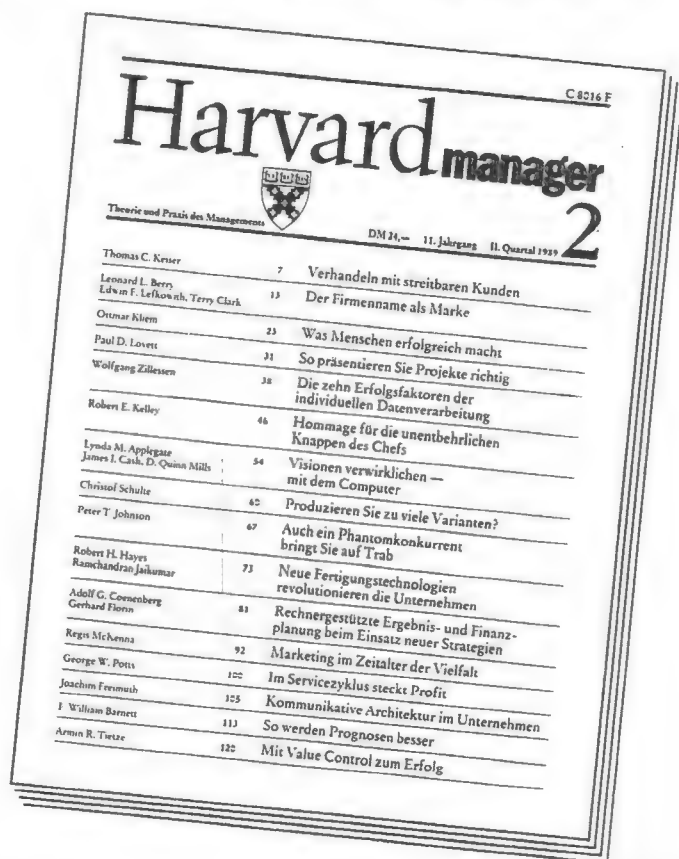 C 8016 F
Harvard manager
Theorie und Praxis des Managements
DM 24,— 11. Jahrgang II. Quartal 1989 2
Thomas C. Keiser 7 Verhandeln mit streitbaren Kunden
Leonard L. Berry
Edwin F. Lefkowith, Terry Clark 15 Der Firmenname als Marke
Ottmar Kliem 23 Was Menschen erfolgreich macht
Paul D. Lovett 31 So präsentieren Sie Projekte richtig
Wolfgang Zillessen 38 Die zehn Erfolgsfaktoren der
individuellen Datenverarbeitung
Robert E. Kelley 46 Hommage für die unentbehrlichen
Knappen des Chefs
Lynda M. Applegate
James I. Cash, D. Quinn Mills 54 Visionen verwirklichen —
mit dem Computer
Christof Schulte 60 Produzieren Sie zu viele Varianten?
Peter T. Johnson 67 Auch ein Phantomkonkurrent
bringt Sie auf Trab
Robert H. Hayes
Ramchandran Jaikumar 73 Neue Fertigungstechnologien
revolutionieren die Unternehmen
Adolf G. Coenenberg
Gerhard 81 Rechnergestützte Ergebnis- und Finanz-
planung beim Einsatz neuer Strategien
Regis McKenna 92 Marketing im Zeitalter der Vielfalt
George W. Potts 100 Im Servicezyklus steckt Profit
Joachim 105 Kommunikative Architektur im Unternehmen
F. William Barnett 113 So werden Prognosen besser
Armin R. Tietze 120 Mit Value Control zum Erfolg